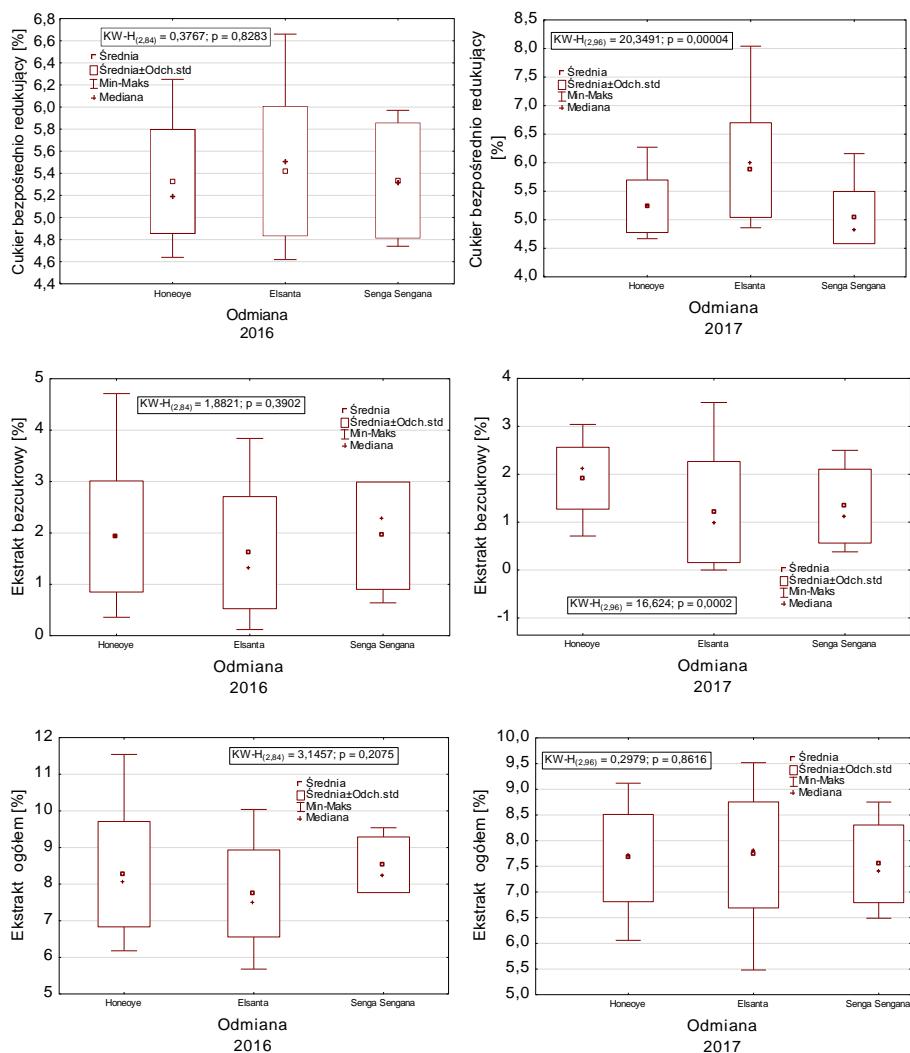 Cukier bezpośrednio redukujący [%]
6,8
6,6
6,4
6,2
6,0
5,8
5,6
5,4
5,2
5,0
4,8
4,6
4,4
KW-H(2,84) = 0,3767; p = 0,8283
Średnia
Średnia±Odch.std
Min-Maks
Mediana
Honeoye Elsanta Senga Sengana
Odmiana
2016
Cukier bezpośrednio redukujący
[%]
8,5
8,0
7,5
7,0
6,5
6,0
5,5
5,0
4,5
4,0
KW-H(2,96) = 20,3491; p = 0,00004
Średnia
Średnia±Odch.std
Min-Maks
Mediana
Honeoye Elsanta Senga Sengana
Odmiana
2017
Ekstrakt bezcukrowy [%]
5
4
3
2
1
0
KW-H(2,84) = 1,8821; p = 0,3902
Średnia
Średnia±Odch.std
Min-Maks
Mediana
Honeoye Elsanta Senga Sengana
Odmiana
2016
Ekstrakt bezcukrowy [%]
4
3
2
1
0
-1
Średnia
Średnia±Odch.std
Min-Maks
Mediana
KW-H(2,96) = 16,624; p = 0,0002
Honeoye Elsanta Senga Sengana
Odmiana
2017
Ekstrakt ogółem [%]
12
11
10
9
8
7
6
5
KW-H(2,84) = 3,1457; p = 0,2075
Średnia
Średnia±Odch.std
Min-Maks
Mediana
Honeoye Elsanta Senga Sengana
Odmiana
2016
Ekstrakt ogółem [%]
10,0
9,5
9,0
8,5
8,0
7,5
7,0
6,5
6,0
5,5
5,0
KW-H(2,96) = 0,2979; p = 0,8616
Średnia
Średnia±Odch.std
Min-Maks
Mediana
Honeoye Elsanta Senga Sengana
Odmiana
2017